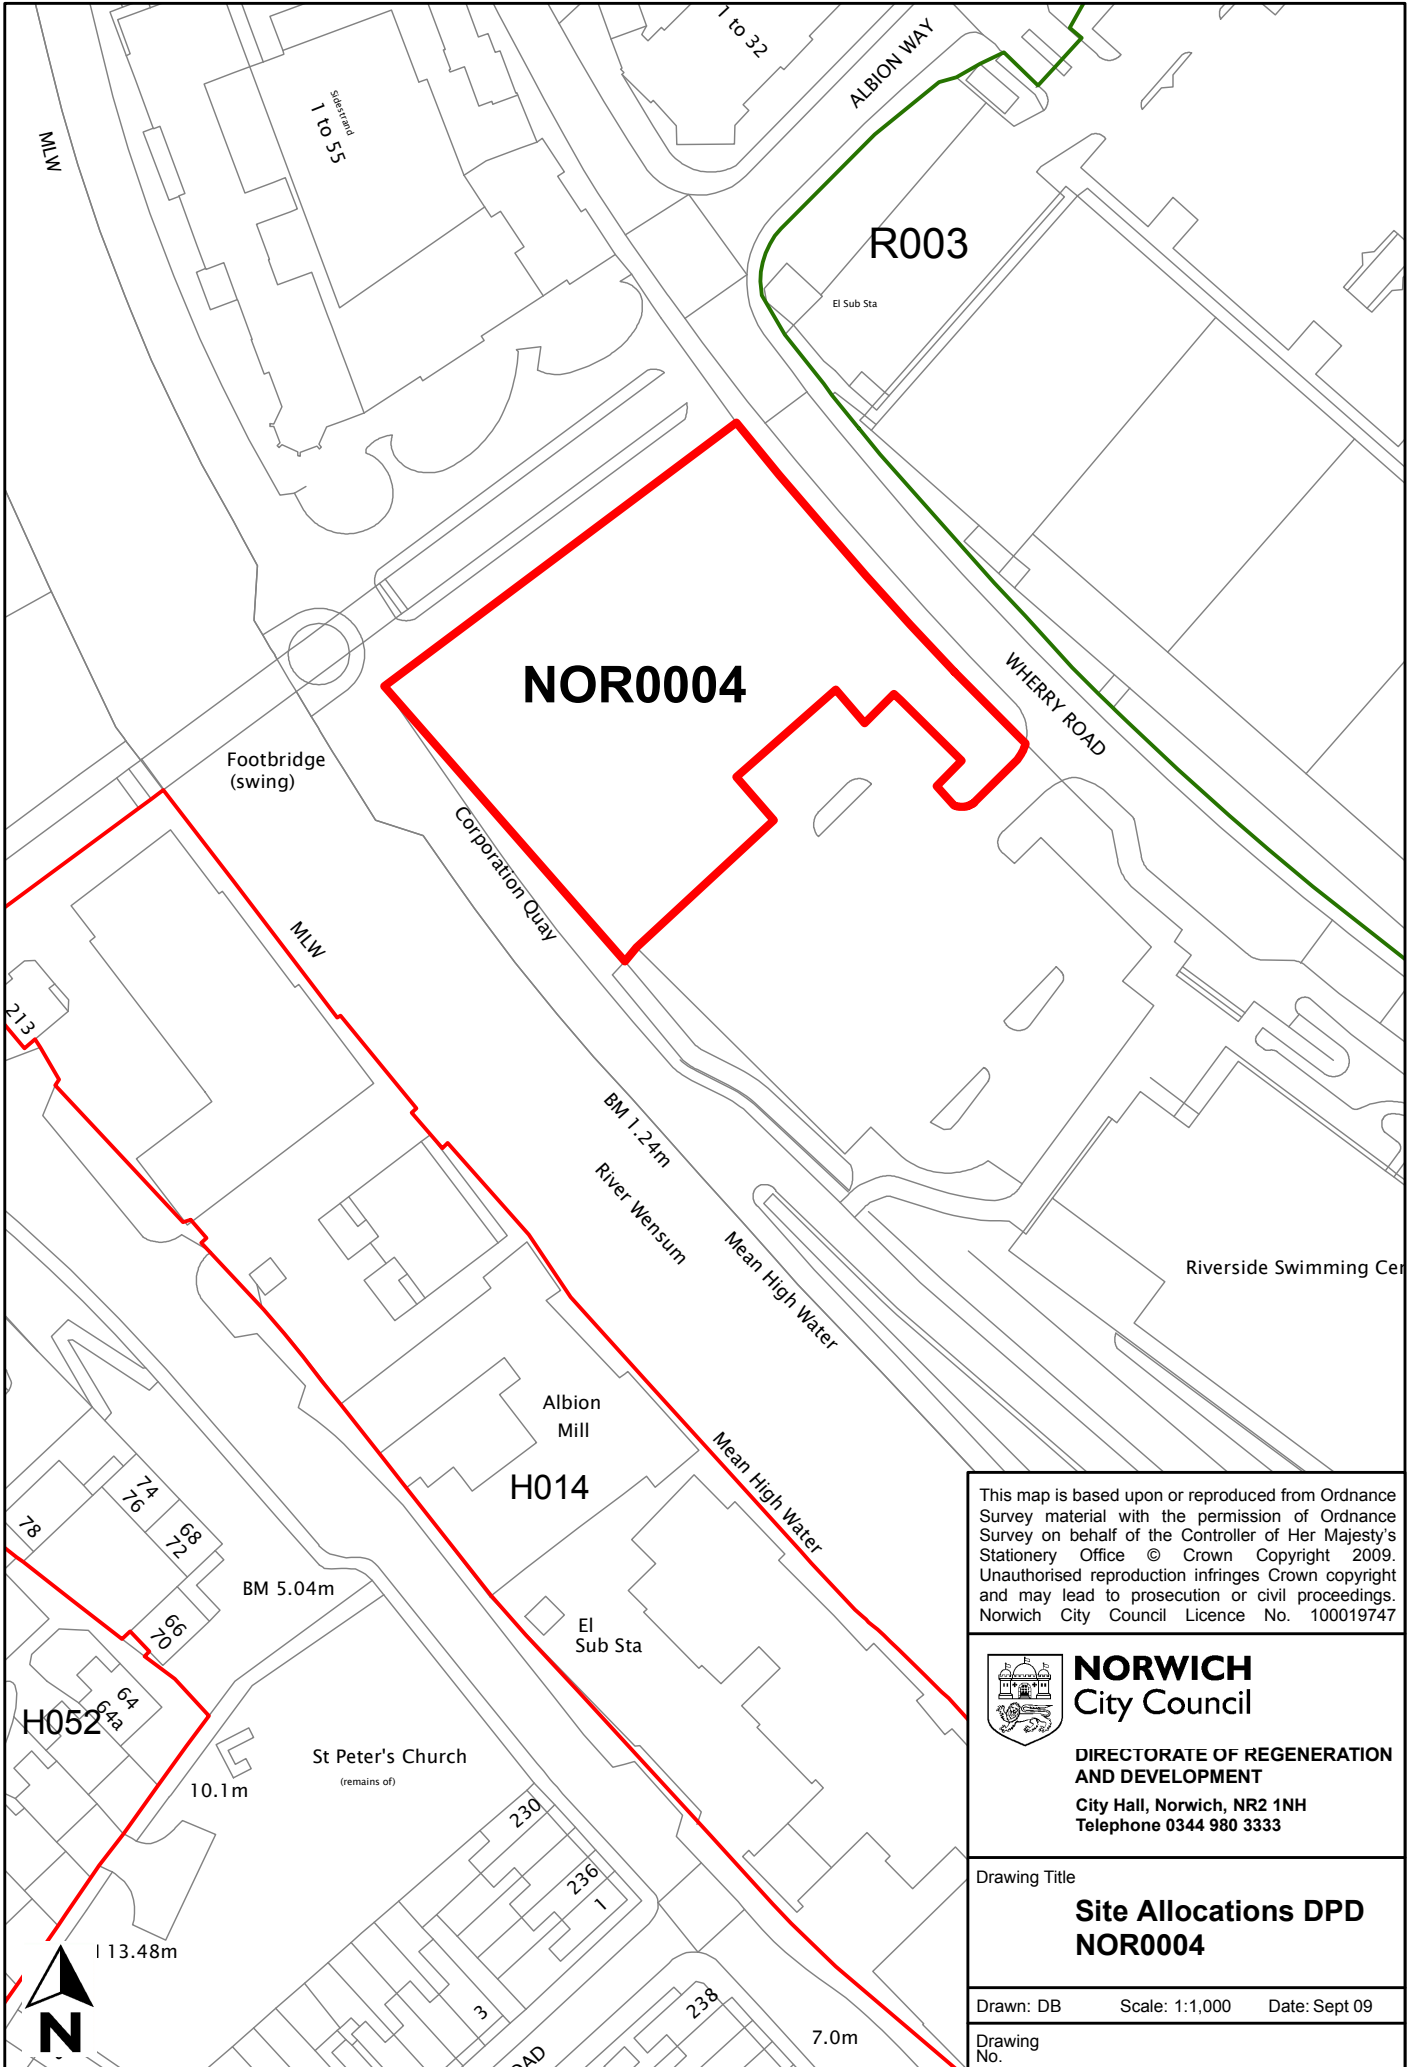 1 to 32
ALBION WAY
Sidestrand
1 to 55
MLW
R003
El Sub Sta
NOR0004
WHERRY ROAD
Footbridge
(swing)
Corporation Quay
MLW
213
BM 1.24m
River Wensum
Mean High Water
Riverside Swimming Cer
Albion
Mill
H014
Mean High Water
74
76
68
72
78
BM 5.04m
66
70
El
Sub Sta
64
64a
H052
St Peter's Church
(remains of)
10.1m
230
236
1
13.48m
3
238
7.0m
OAD
N
This map is based upon or reproduced from Ordnance
Survey material with the permission of Ordnance
Survey on behalf of the Controller of Her Majesty's
Stationery Office © Crown Copyright 2009.
Unauthorised reproduction infringes Crown copyright
and may lead to prosecution or civil proceedings.
Norwich City Council Licence No. 100019747
NORWICH
City Council
DIRECTORATE OF REGENERATION
AND DEVELOPMENT
City Hall, Norwich, NR2 1NH
Telephone 0344 980 3333
Drawing Title
Site Allocations DPD
NOR0004
Drawn: DB Scale: 1:1,000 Date: Sept 09
Drawing
No.